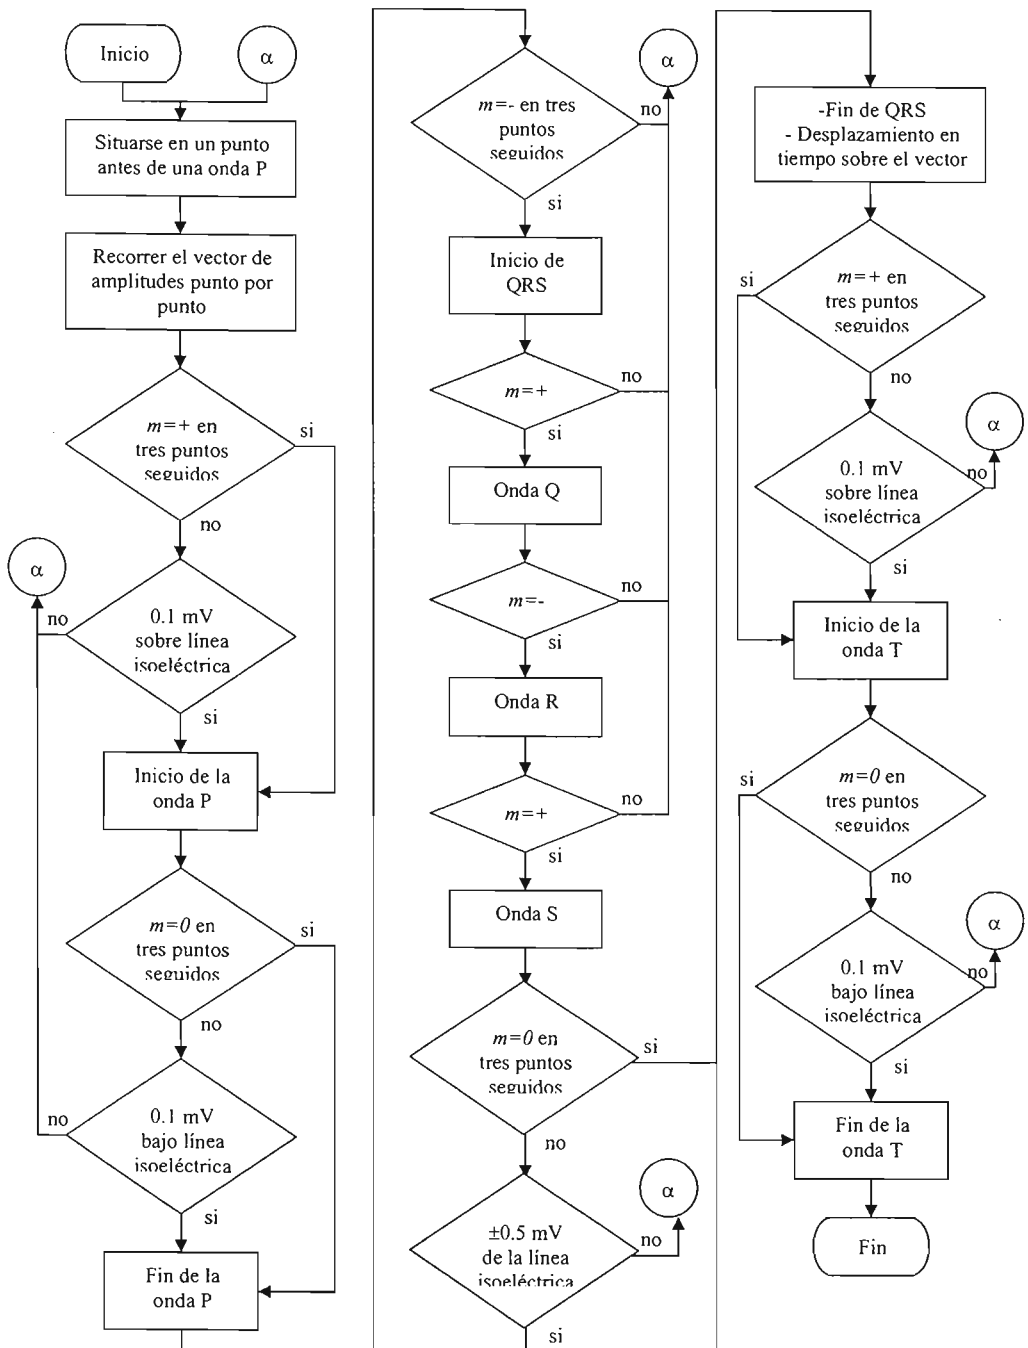 Inicio
α
Situarse en un punto
antes de una onda P
Recorrer el vector de
amplitudes punto por
punto
m=+ en
tres puntos
seguidos
si
no
α
0.1 mV
sobre línea
isoeléctrica
no
si
Inicio de la
onda P
m=0 en
tres puntos
seguidos
si
no
0.1 mV
bajo línea
isoeléctrica
no
si
Fin de la
onda P
α
m=- en tres
puntos
seguidos
no
si
Inicio de
QRS
m=+
no
si
Onda Q
m=-
no
si
Onda R
m=+
no
si
Onda S
m=0 en
tres puntos
seguidos
si
no
α
±0.5 mV
de la línea
isoeléctrica
no
si
-Fin de QRS
- Desplazamiento en
tiempo sobre el vector
si
m=+ en
tres puntos
seguidos
no
α
0.1 mV
sobre línea
isoeléctrica
no
si
Inicio de la
onda T
si
m=0 en
tres puntos
seguidos
no
α
0.1 mV
bajo línea
isoeléctrica
no
si
Fin de la
onda T
Fin